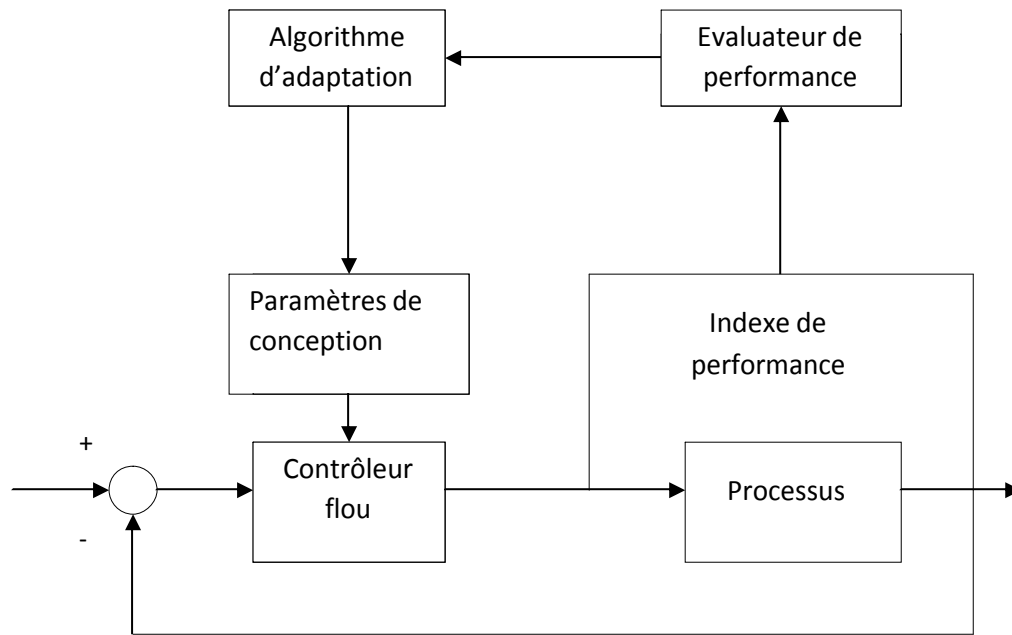 Algorithme
d'adaptation
Evaluateur de
performance
Paramètres de
conception
Indexe de
performance
+
Contrôleur
flou
Processus
-